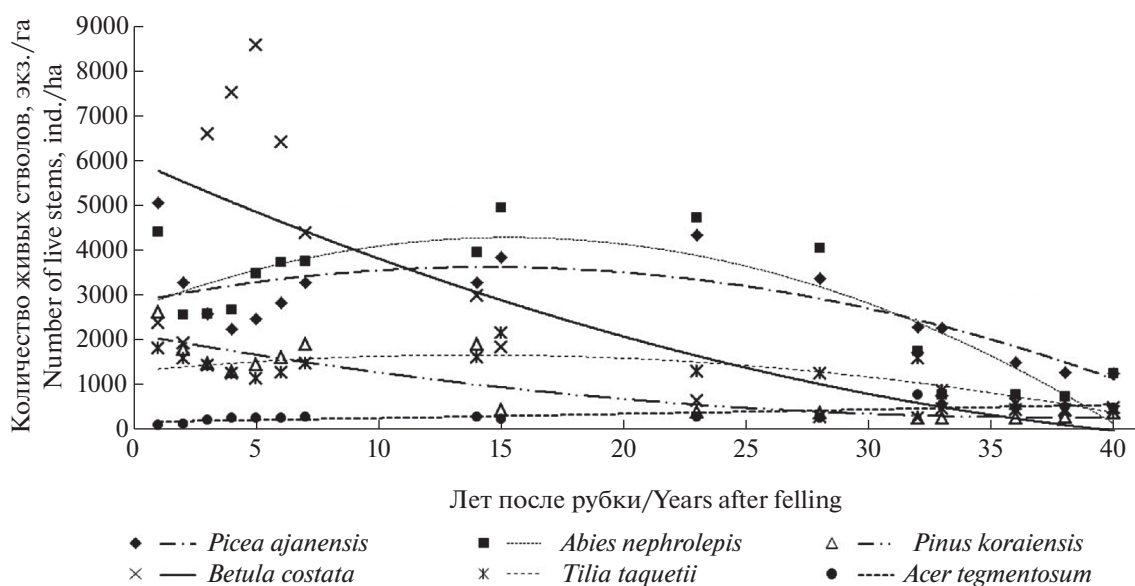 Количество живых стволов, экз./га
Number of live stems, ind./ha
9000
8000
7000
6000
5000
4000
3000
2000
1000
0
0 5 10 15 20 25 30 35 40
Лет после рубки/Years after felling
Picea ajanensis Abies nephrolepis Pinus koraiensis
Betula costata Tilia taquetii Acer tegmentosum